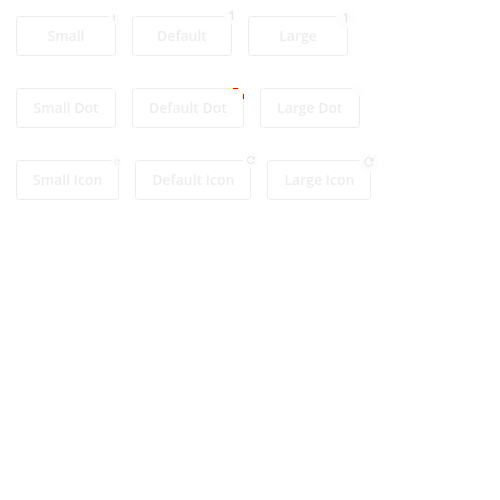 1 1 1
Small Default Large
Small Dot Default Dot Large Dot
Small Icon Default Icon Large Icon